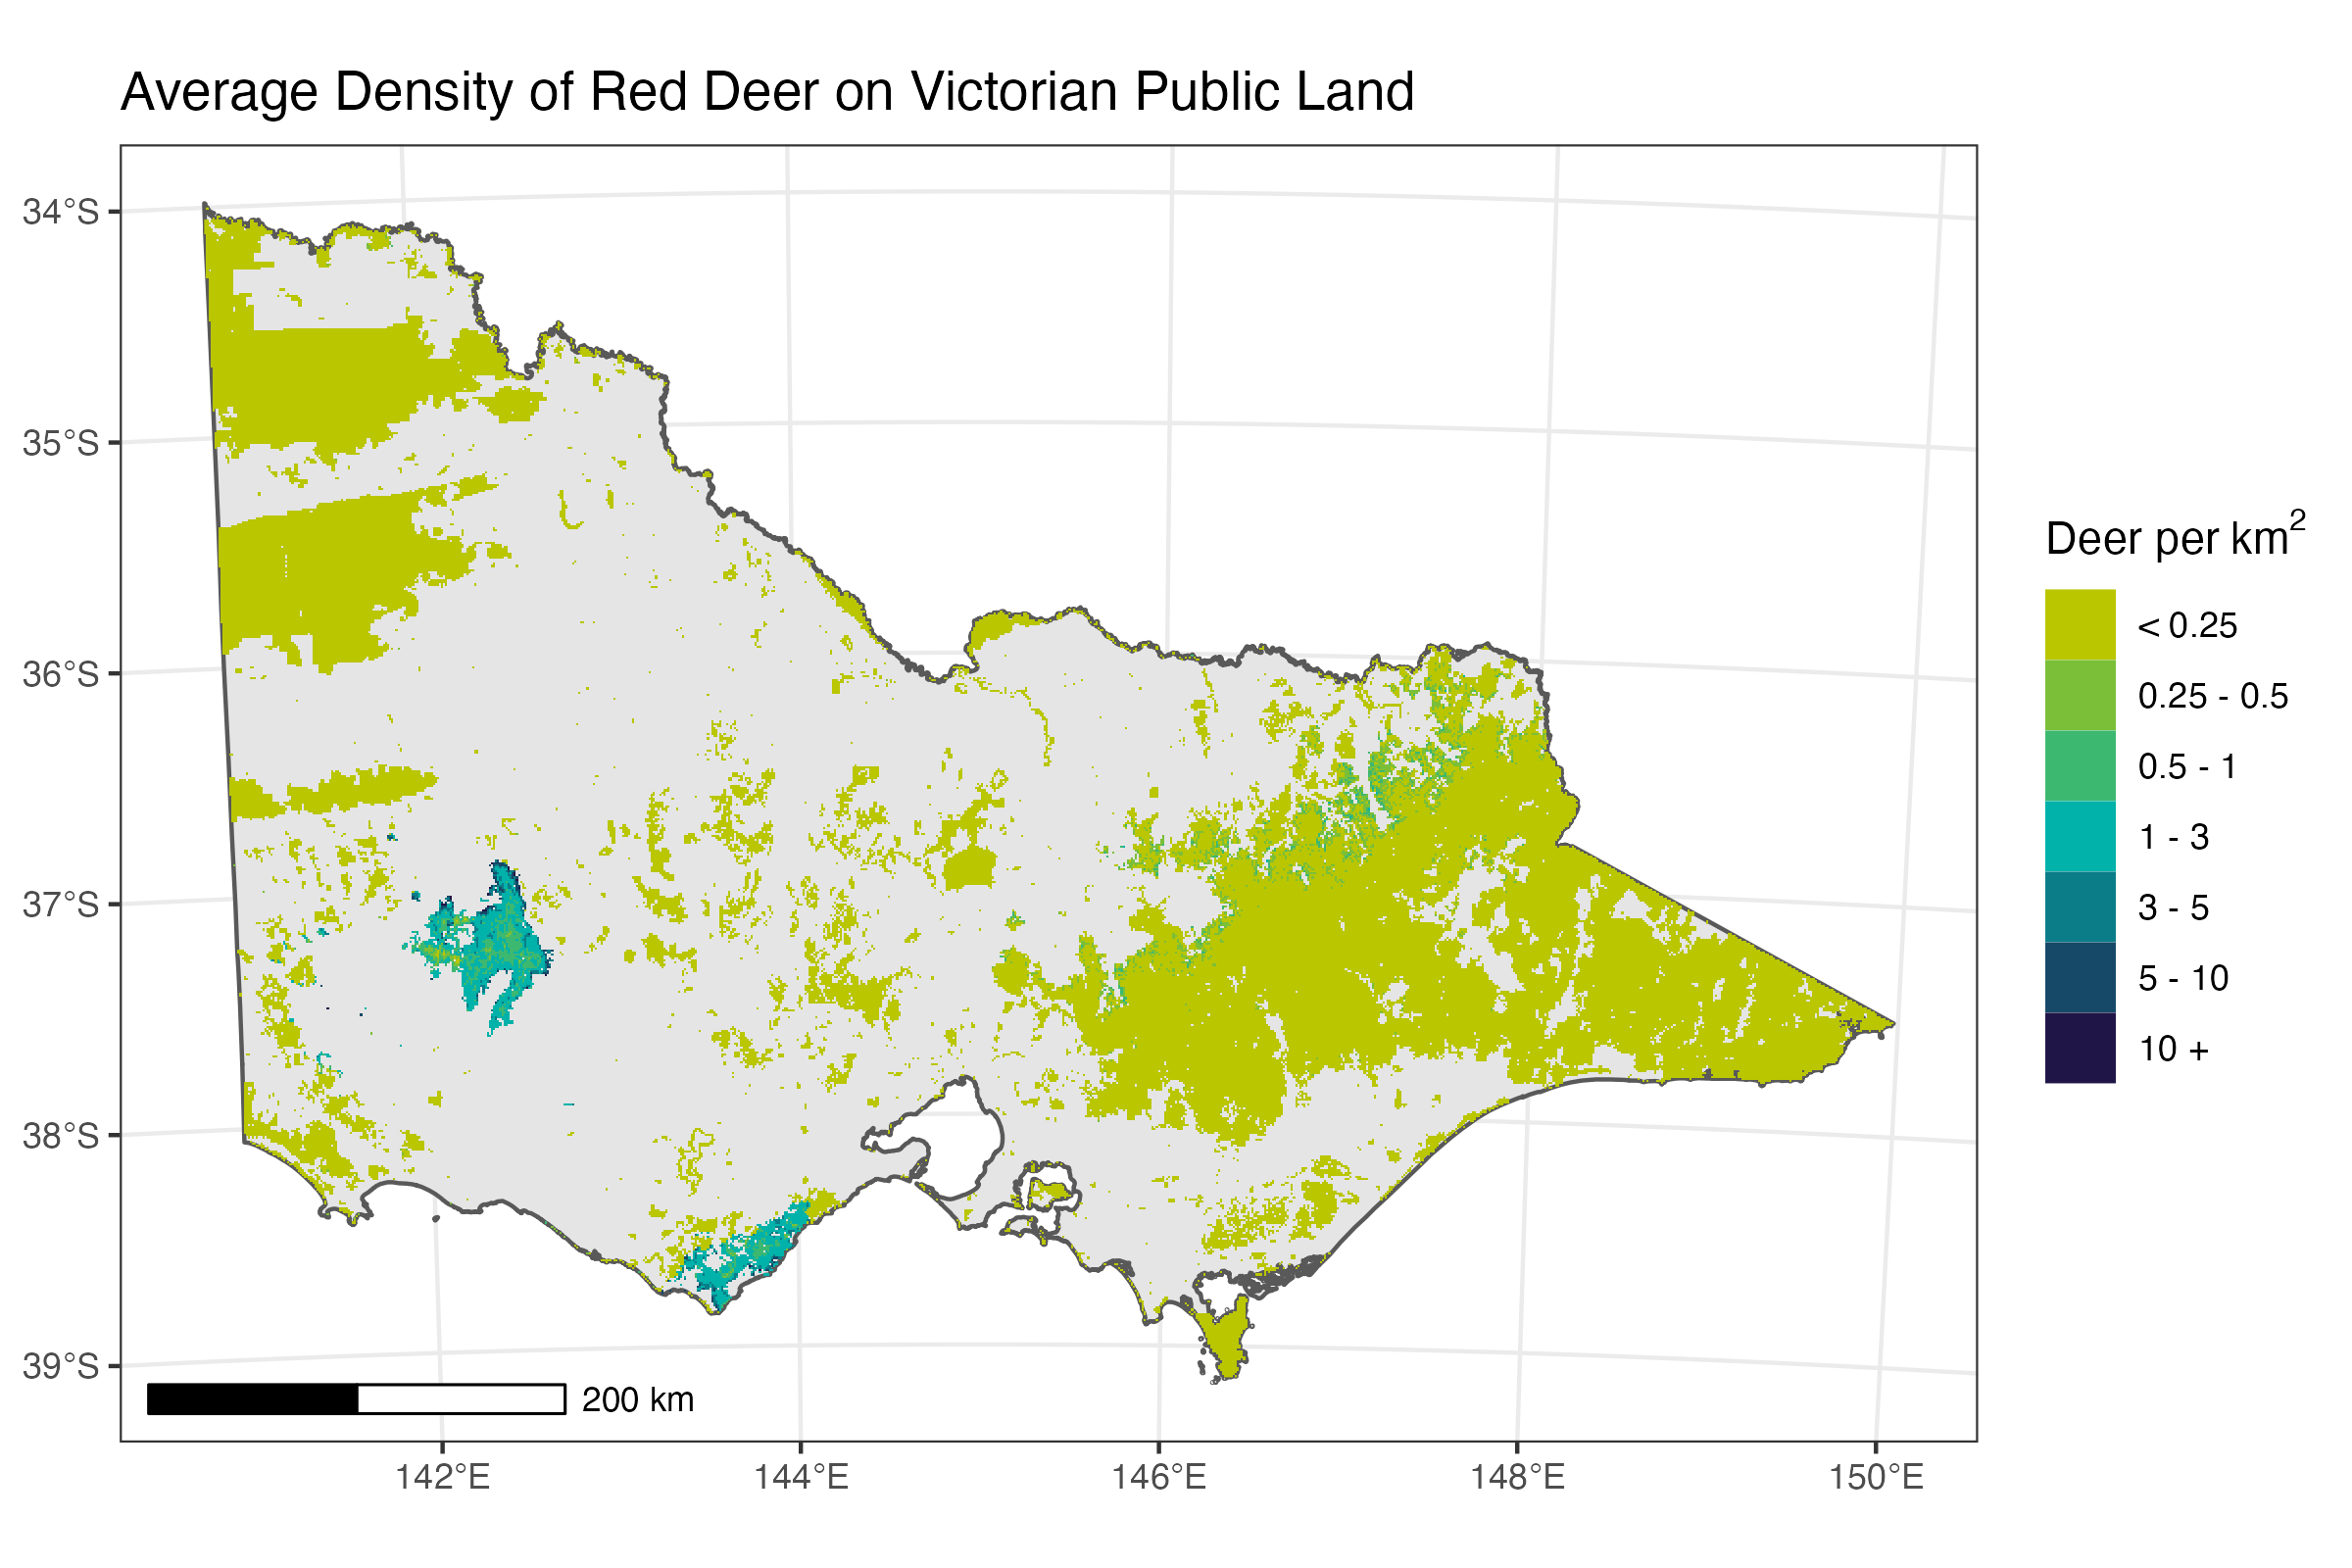 Average Density of Red Deer on Victorian Public Land
34°S
35°S
36°S
37°S
38°S
39°S
200 km
142°E
144°E
146°E
148°E
150°E
Deer per km²
< 0.25
0.25 - 0.5
0.5 - 1
1 - 3
3 - 5
5 - 10
10 +